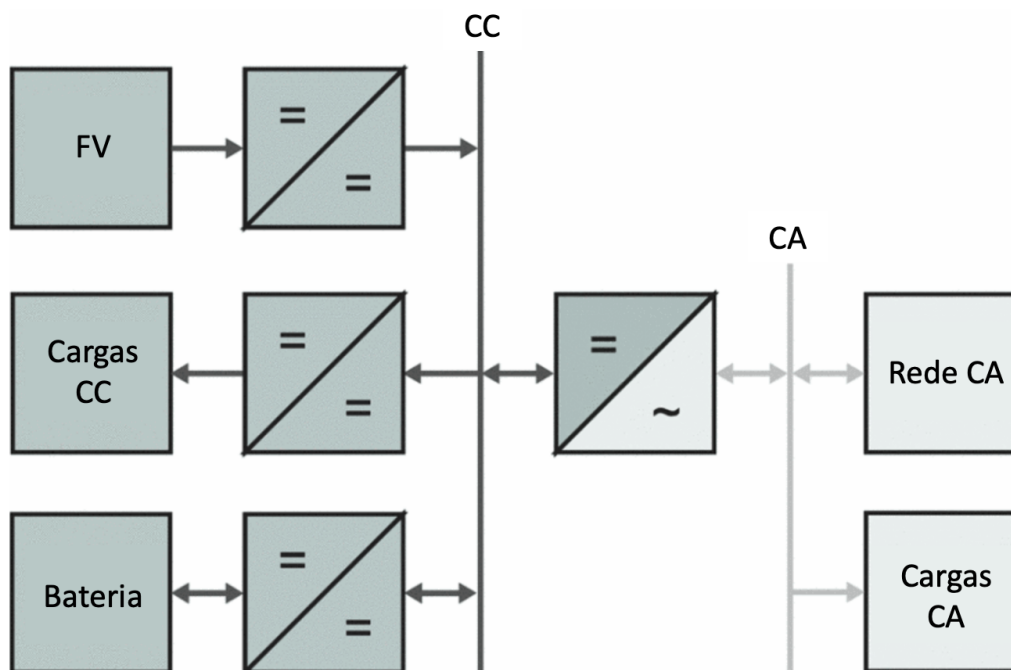 CC
FV
=
=
CA
Cargas
CC
=
=
=
~
Rede CA
Bateria
=
=
Cargas
CA